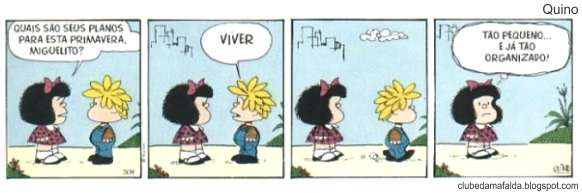 Quino
QUAIS SÃO SEUS PLANOS
PARA ESTA PRIMAVERA,
MIGUELITO?
VIVER
TÃO PEQUENO...
E JÁ TÃO
ORGANIZADO!
clubedamafalda.blogspot.com